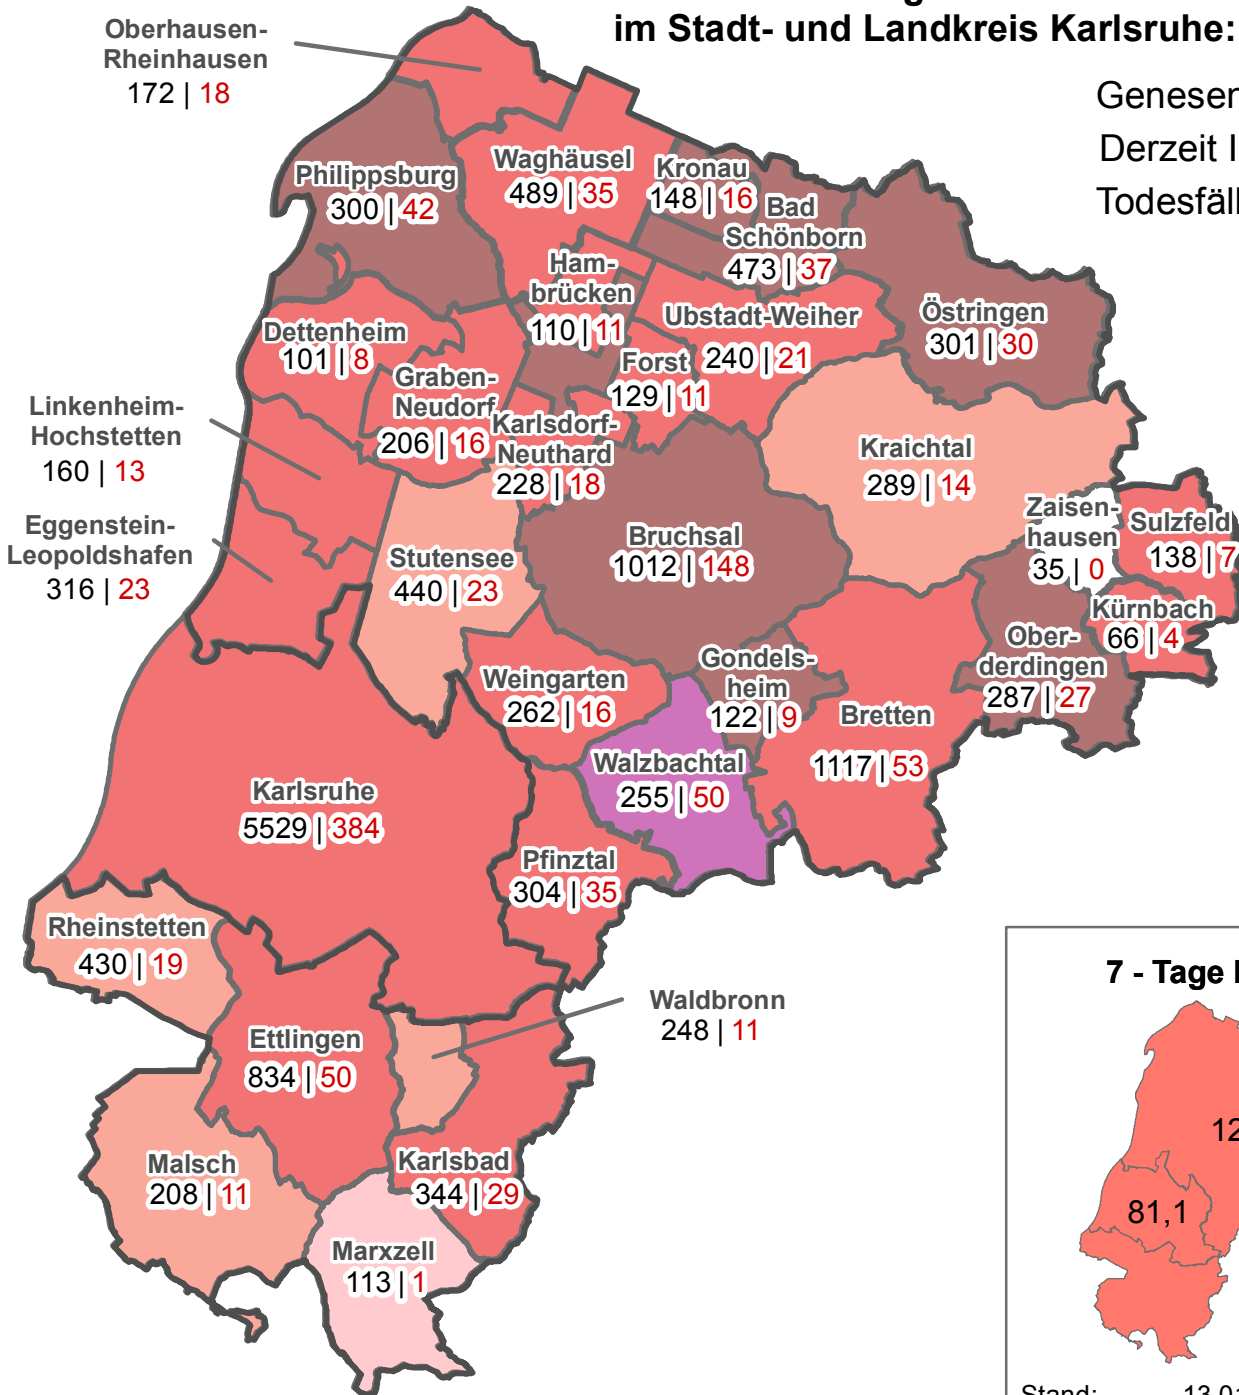 im Stadt- und Landkreis Karlsruhe:
Oberhausen-
Rheinhausen
172 | 18
Todesfäll
Waghäusel
489 | 35
Kronau
148 | 16
Philippsburg
300 | 42
Bad
Schönborn
473 | 37
Ham-
brücken
110 | 11
Ubstadt-Weiher
240 | 21
Östringen
301 | 30
Dettenheim
101 | 8
Forst
129 | 11
Graben-
Neudorf
206 | 16
Linkenheim-
Hochstetten
160 | 13
Karlsdorf-
Neuthard
228 | 18
Kraichtal
289 | 14
Zaisen-
hausen
35 | 0
Sulzfeld
138 | 7
Eggenstein-
Leopoldshafen
316 | 23
Stutensee
440 | 23
Bruchsal
1012 | 148
Kürnbach
66 | 4
Ober-
derdingen
287 | 27
Gondels-
heim
122 | 9
Weingarten
262 | 16
Bretten
1117 | 53
Walzbachtal
255 | 50
Karlsruhe
5529 | 384
Pfinztal
304 | 35
Rheinstetten
430 | 19
Waldbronn
248 | 11
Ettlingen
834 | 50
Malsch
208 | 11
Karlsbad
344 | 29
Marxzell
113 | 1
Genesen
Derzeit I
7 - Tage
12
81,1
Stand: 13.01